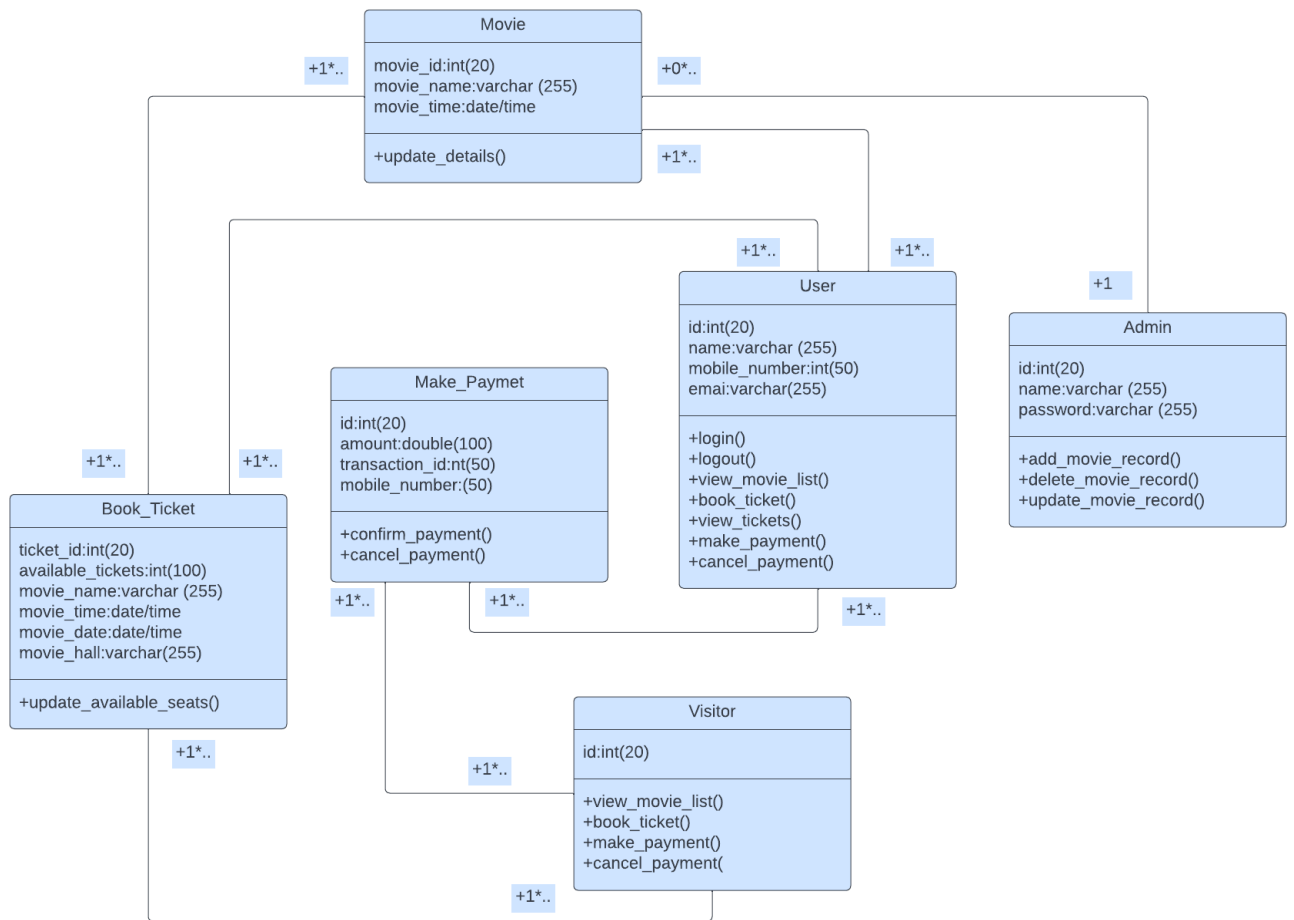 Movie
movie_id:int(20)
movie_name:varchar (255)
movie_time:date/time
+update_details()
+1*..
+0*..
+1*..
+1*..
+1*..
+1
User
id:int(20)
name:varchar (255)
mobile_number:int(50)
emai:varchar(255)
+login()
+logout()
+view_movie_list()
+book_ticket()
+view_tickets()
+make_payment()
+cancel_payment()
Admin
id:int(20)
name:varchar (255)
password:varchar (255)
+add_movie_record()
+delete_movie_record()
+update_movie_record()
Make_Paymet
id:int(20)
amount:double(100)
transaction_id:nt(50)
mobile_number:(50)
+confirm_payment()
+cancel_payment()
+1*..
+1*..
Book_Ticket
ticket_id:int(20)
available_tickets:int(100)
movie_name:varchar (255)
movie_time:date/time
movie_date:date/time
movie_hall:varchar(255)
+update_available_seats()
+1*..
+1*..
+1*..
+1*..
+1*..
Visitor
id:int(20)
+view_movie_list()
+book_ticket()
+make_payment()
+cancel_payment(
+1*..